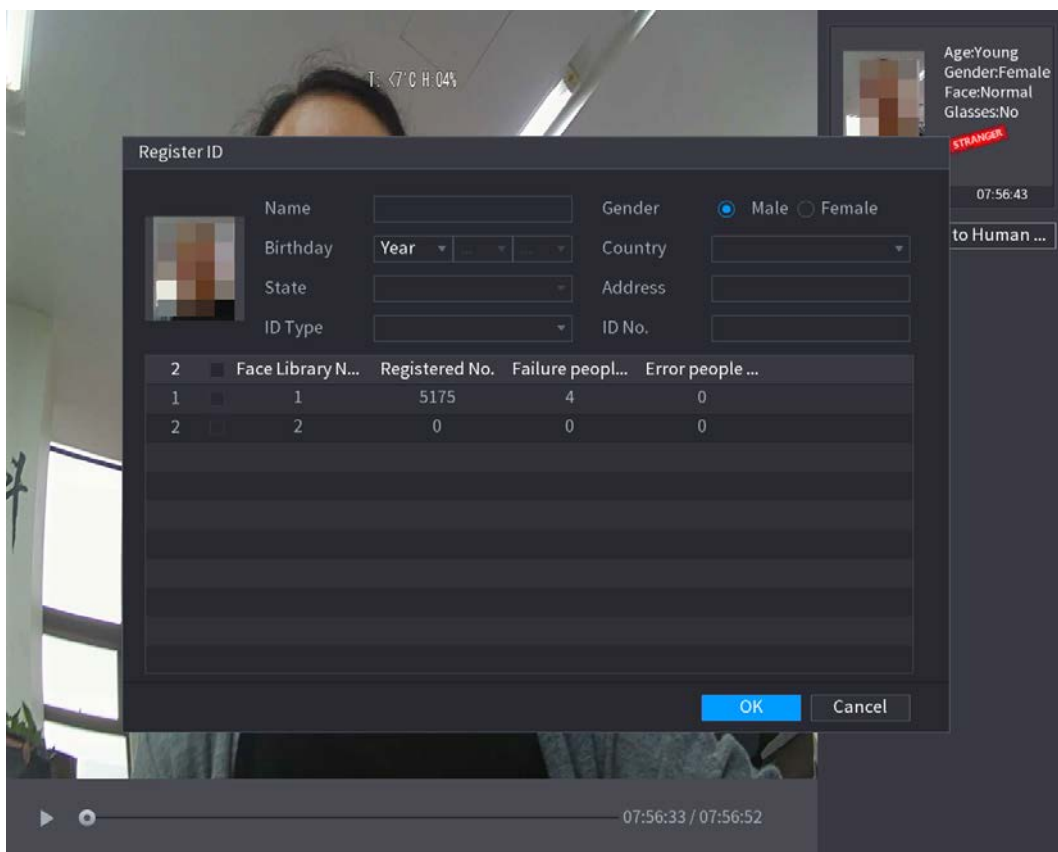 T: <7°C H:04%
Age:Young
Gender:Female
Face:Normal
Glasses:No
STRANGER
07:56:43
to Human ...
Register ID
Name
Gender Male Female
Birthday Year ... ...
Country
State
Address
ID Type
ID No.
2 Face Library N... Registered No. Failure peopl... Error people ...
1 1 5175 4 0
2 2 0 0 0
OK Cancel
07:56:33 / 07:56:52